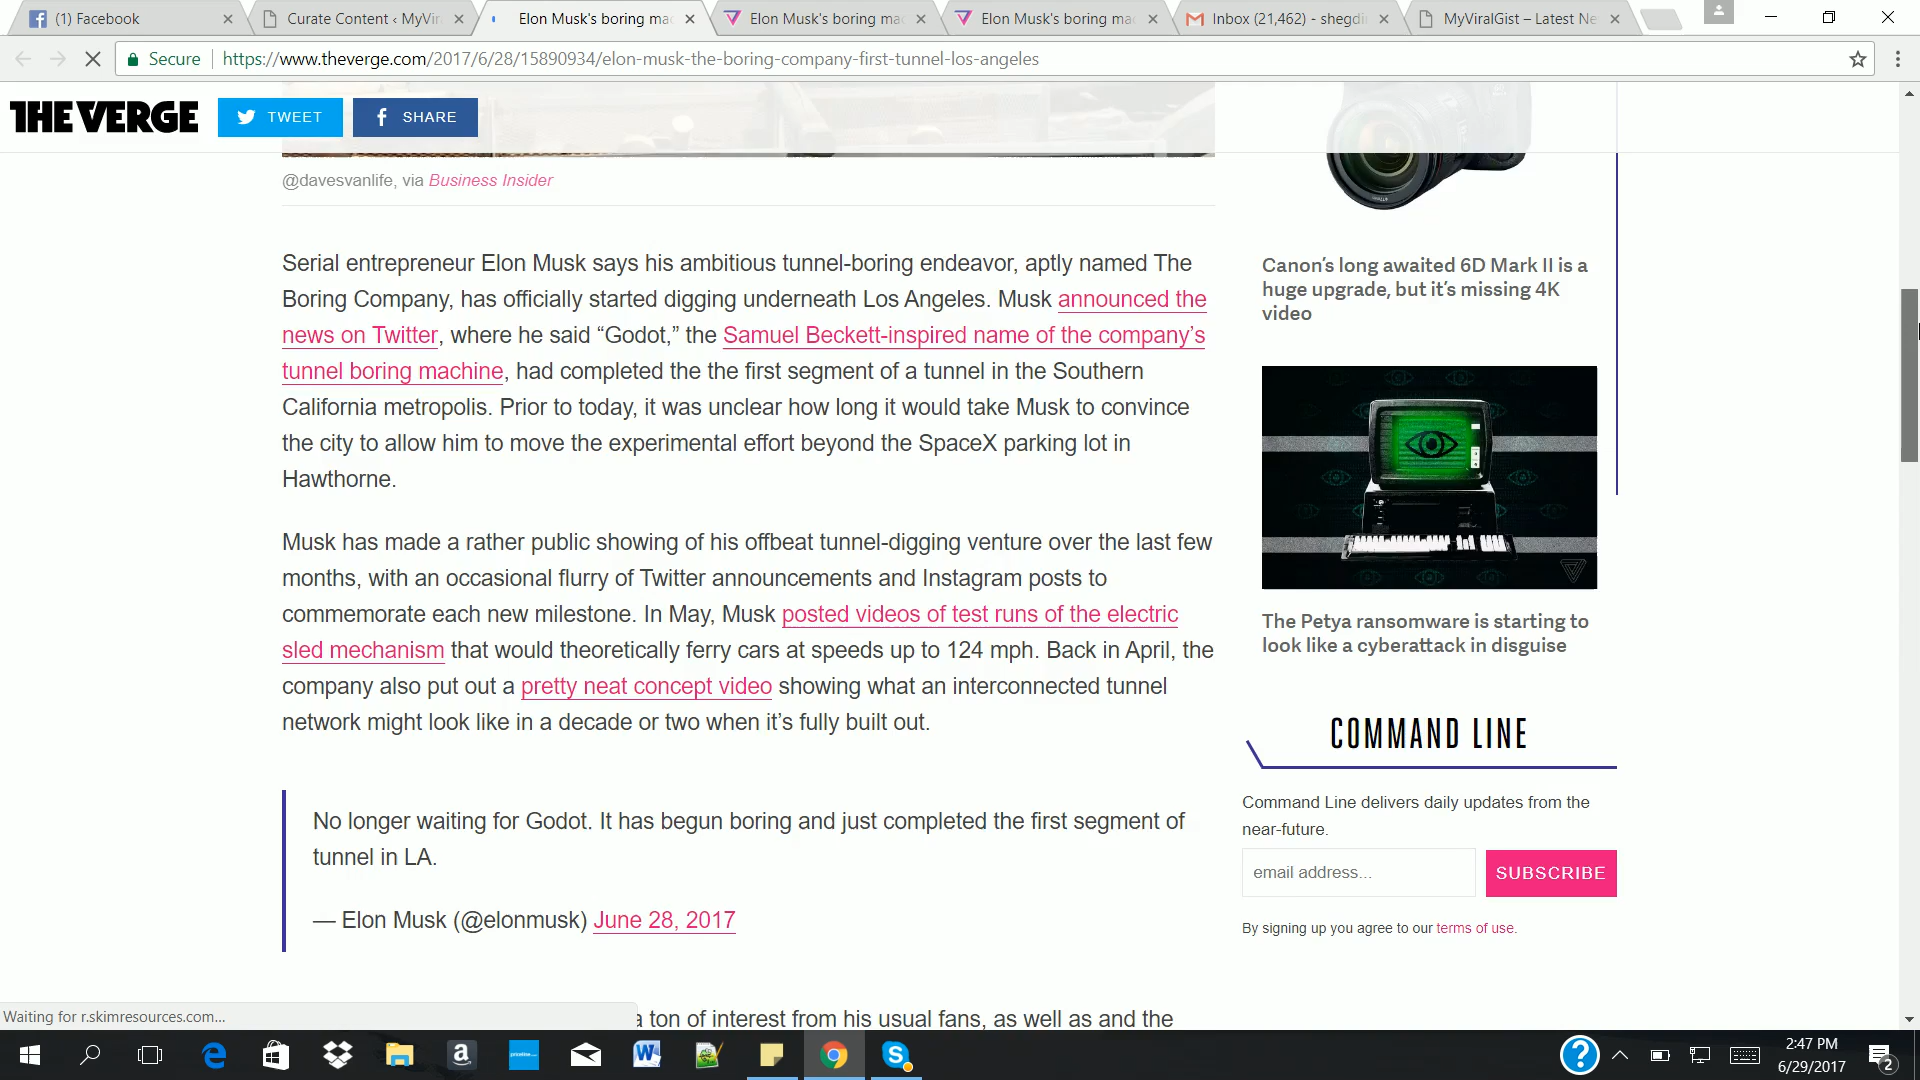 (1) Facebook
Curate Content ‹ MyVir
Elon Musk's boring mac
Elon Musk's boring mac
Elon Musk's boring mac
Inbox (21,462) - shegdi
MyViralGist – Latest Ne
Secure
https://www.theverge.com/2017/6/28/15890934/elon-musk-the-boring-company-first-tunnel-los-angeles
THE VERGE
TWEET
SHARE
@davesvanlife, via Business Insider
Serial entrepreneur Elon Musk says his ambitious tunnel-boring endeavor, aptly named The
Boring Company, has officially started digging underneath Los Angeles. Musk announced the
news on Twitter, where he said “Godot,” the Samuel Beckett-inspired name of the company’s
tunnel boring machine, had completed the the first segment of a tunnel in the Southern
California metropolis. Prior to today, it was unclear how long it would take Musk to convince
the city to allow him to move the experimental effort beyond the SpaceX parking lot in
Hawthorne.
Musk has made a rather public showing of his offbeat tunnel-digging venture over the last few
months, with an occasional flurry of Twitter announcements and Instagram posts to
commemorate each new milestone. In May, Musk posted videos of test runs of the electric
sled mechanism that would theoretically ferry cars at speeds up to 124 mph. Back in April, the
company also put out a pretty neat concept video showing what an interconnected tunnel
network might look like in a decade or two when it’s fully built out.
No longer waiting for Godot. It has begun boring and just completed the first segment of
tunnel in LA.
— Elon Musk (@elonmusk) June 28, 2017
a ton of interest from his usual fans, as well as and the
Canon’s long awaited 6D Mark II is a
huge upgrade, but it’s missing 4K
video
The Petya ransomware is starting to
look like a cyberattack in disguise
COMMAND LINE
Command Line delivers daily updates from the
near-future.
email address...
SUBSCRIBE
By signing up you agree to our terms of use.
Waiting for r.skimresources.com...
2:47 PM
6/29/2017
2